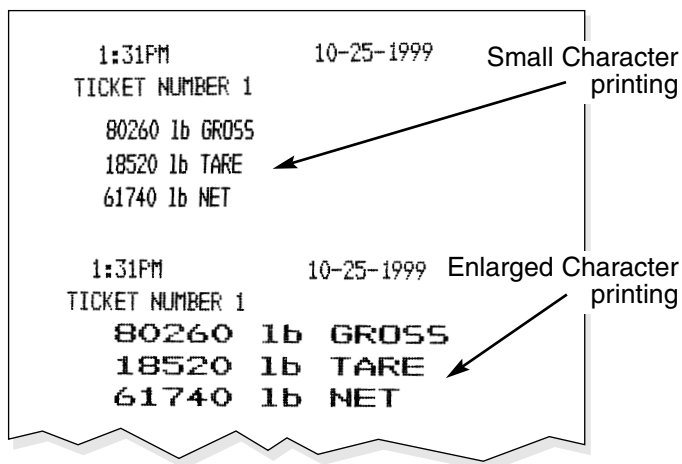 1:31PM 10-25-1999
TICKET NUMBER 1
80260 lb GROSS
18520 lb TARE
61740 lb NET
Small Character
printing
1:31PM 10-25-1999
TICKET NUMBER 1
80260 lb GROSS
18520 lb TARE
61740 lb NET
Enlarged Character
printing